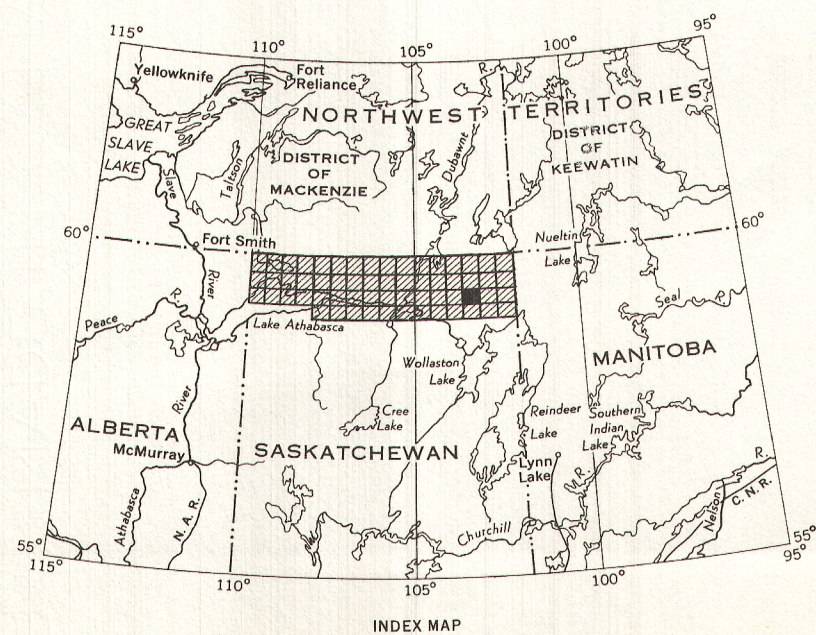 115°
110°
105°
100°
95°
Yellowknife
Fort
Reliance
R.
NORTHWEST TERRITORIES
GREAT
SLAVE
LAKE
Slave
Taltson
R.
DISTRICT
OF
MACKENZIE
Dubawnt
DISTRICT
OF
KEEWATIN
60°
Fort Smith
Nueltin
Lake
60°
River
R.
Peace
Lake Athabasca
Seal R.
Wollaston
Lake
MANITOBA
River
Cree
Lake
Reindeer
Lake
Southern
Indian
Lake
ALBERTA
McMurray
SASKATCHEWAN
Lynn
Lake
R.
R.
Athabasca
N. A. R.
Churchill
Nelson
C. N. R.
55°
115°
110°
105°
100°
55°
95°
INDEX MAP